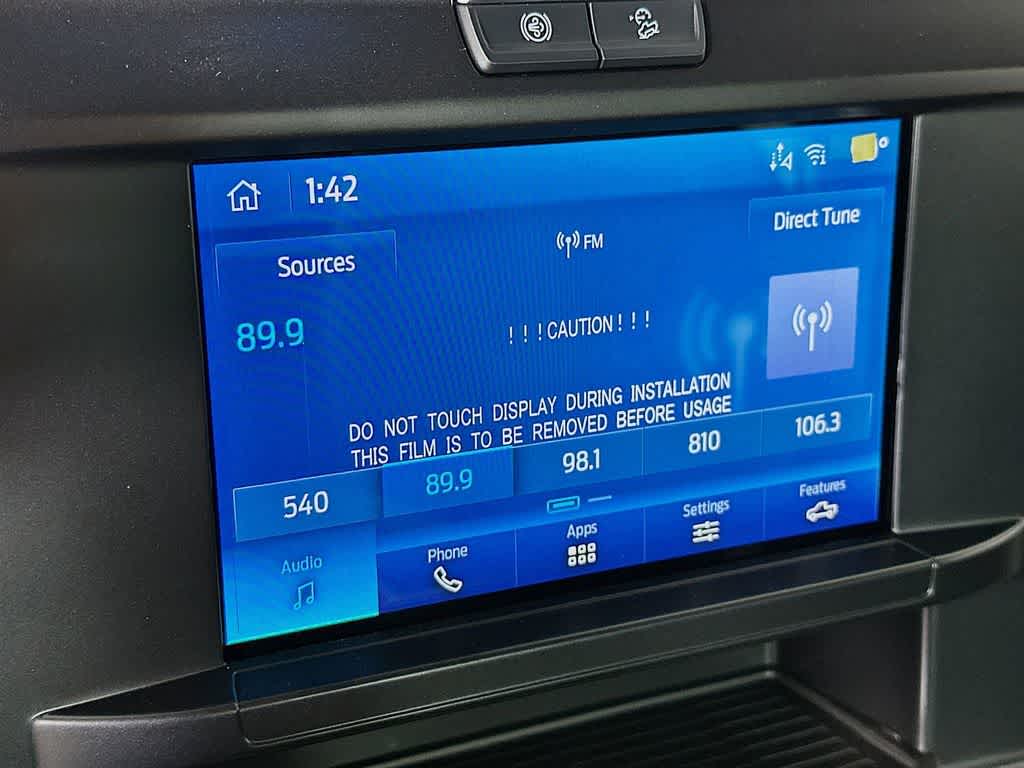 1:42
Sources
FM
Direct Tune
89.9
! ! !CAUTION! ! !
DO NOT TOUCH DISPLAY DURING INSTALLATION
THIS FILM IS TO BE REMOVED BEFORE USAGE
540
89.9
98.1
810
106.3
Audio
Phone
Apps
Settings
Features